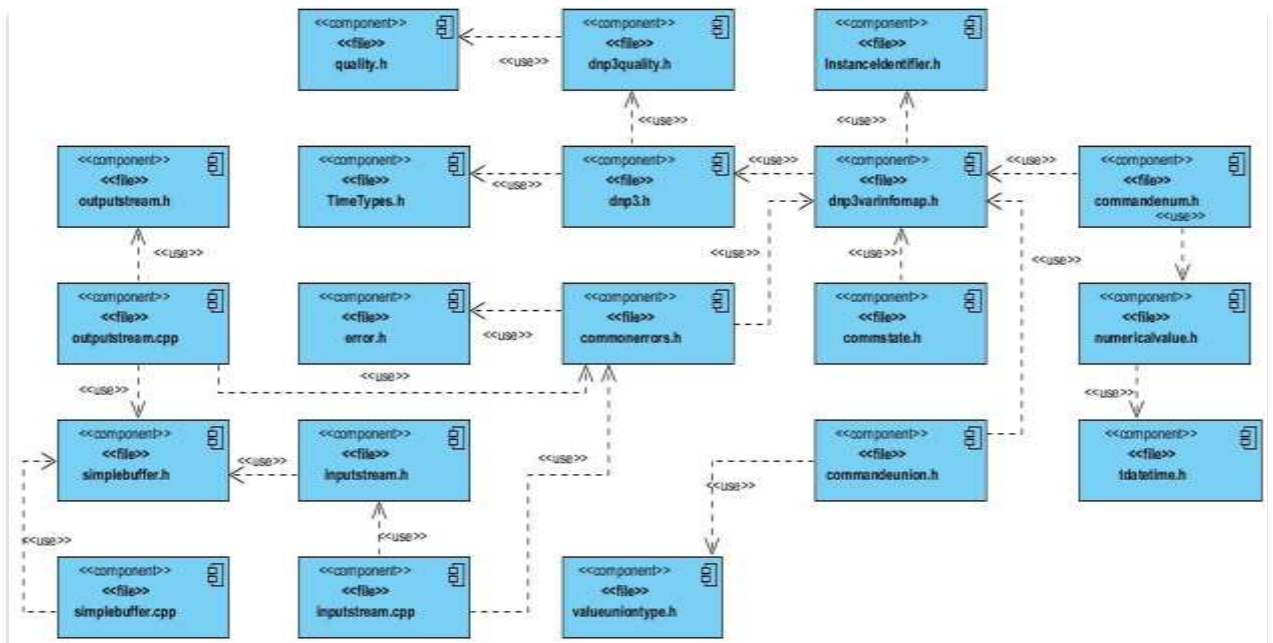 <<component>>
<<file>>
quality.h
<<use>>
<<component>>
<<file>>
dnp3quality.h
<<component>>
<<file>>
InstanceIdentifier.h
<<use>>
<<use>>
<<component>>
<<file>>
outputstream.h
<<component>>
<<file>>
TimeTypes.h
<<use>>
<<component>>
<<file>>
dnp3.h
<<use>>
<<component>>
<<file>>
dnp3varinfomap.h
<<use>>
<<component>>
<<file>>
commandenum.h
<<use>>
<<use>>
<<use>>
<<use>>
<<use>>
<<component>>
<<file>>
outputstream.cpp
<<component>>
<<file>>
error.h
<<use>>
<<component>>
<<file>>
commonerrors.h
<<component>>
<<file>>
commstate.h
<<component>>
<<file>>
numericalvalue.h
<<use>>
<<use>>
<<use>>
<<use>>
<<component>>
<<file>>
simplebuffer.h
<<use>>
<<component>>
<<file>>
inputstream.h
<<component>>
<<file>>
commandeunion.h
<<component>>
<<file>>
tdatetime.h
<<use>>
<<use>>
<<use>>
<<component>>
<<file>>
simplebuffer.cpp
<<component>>
<<file>>
inputstream.cpp
<<component>>
<<file>>
valueuniontype.h